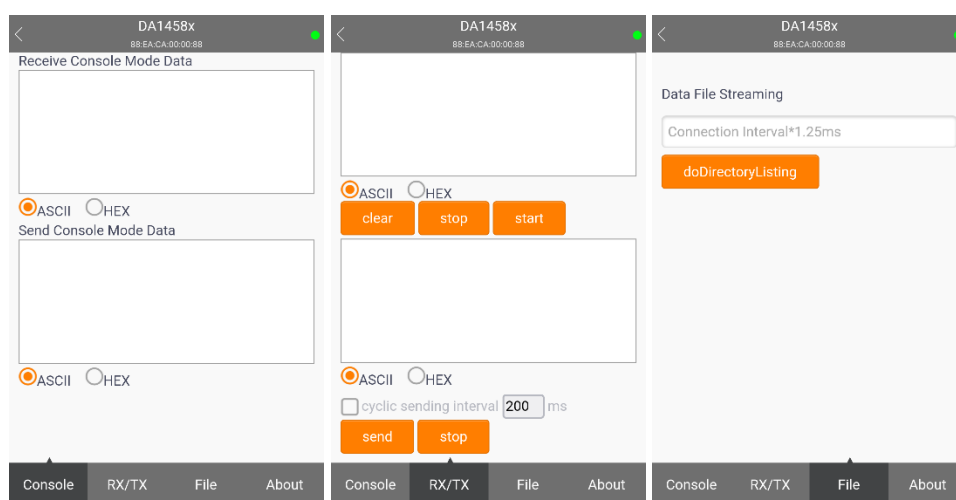 DA1458x
88:EA:CA:00:00:88
Receive Console Mode Data
ASCII HEX
Send Console Mode Data
ASCII HEX
Console RX/TX File About
DA1458x
88:EA:CA:00:00:88
ASCII HEX
clear stop start
ASCII HEX
cyclic sending interval 200 ms
send stop
Console RX/TX File About
DA1458x
88:EA:CA:00:00:88
Data File Streaming
Connection Interval*1.25ms
doDirectoryListing
Console RX/TX File About